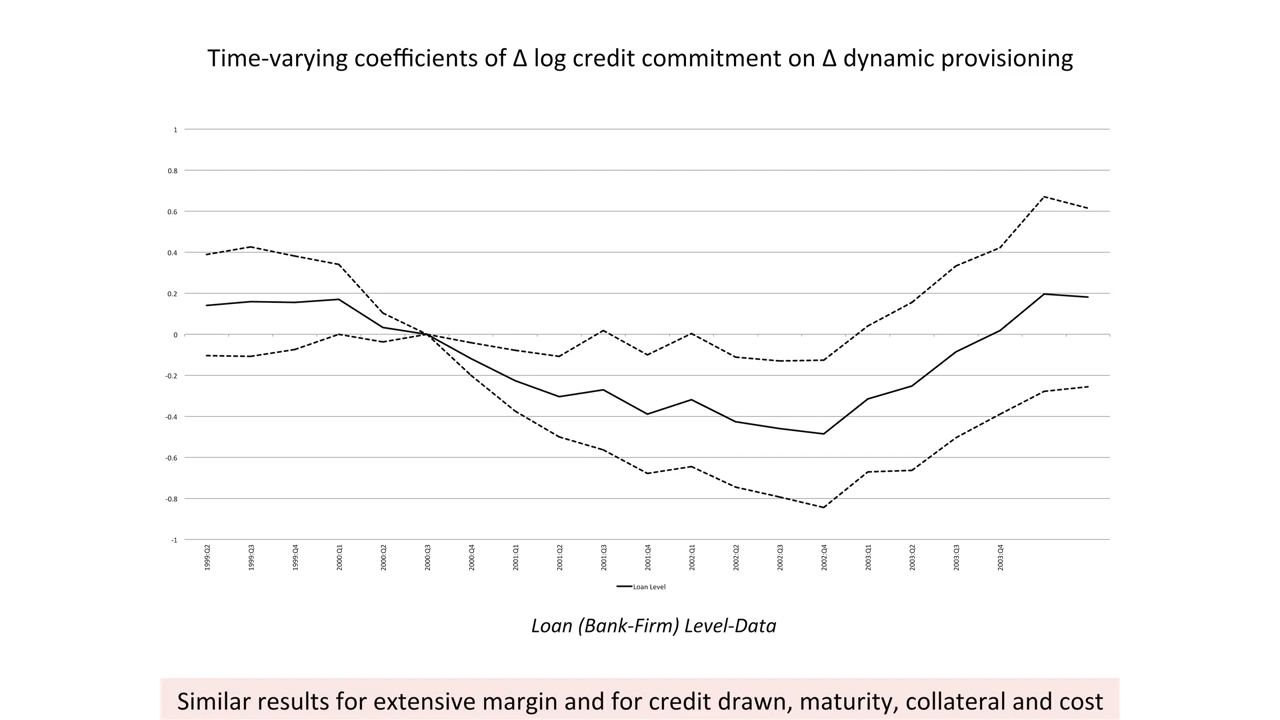 Time-varying coefficients of Δ log credit commitment on Δ dynamic provisioning
1
0.8
0.6
0.4
0.2
0
-0.2
-0.4
-0.6
-0.8
-1
1999:Q2
1999:Q3
1999:Q4
2000:Q1
2000:Q2
2000:Q3
2000:Q4
2001:Q1
2001:Q2
2001:Q3
2001:Q4
2002:Q1
2002:Q2
2002:Q3
2002:Q4
2003:Q1
2003:Q2
2003:Q3
2003:Q4
Loan Level
Loan (Bank-Firm) Level-Data
Similar results for extensive margin and for credit drawn, maturity, collateral and cost